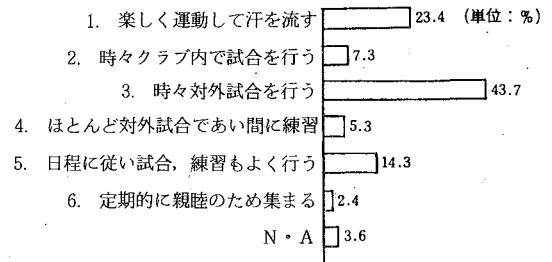 1. 楽しく運動して汗を流す 23.4 (単位:%)
2. 時々クラブ内で試合を行う 7.3
3. 時々対外試合を行う 43.7
4. ほとんど対外試合であい間に練習 5.3
5. 日程に従い試合,練習もよく行う 14.3
6. 定期的に親睦のため集まる 2.4
N・A 3.6